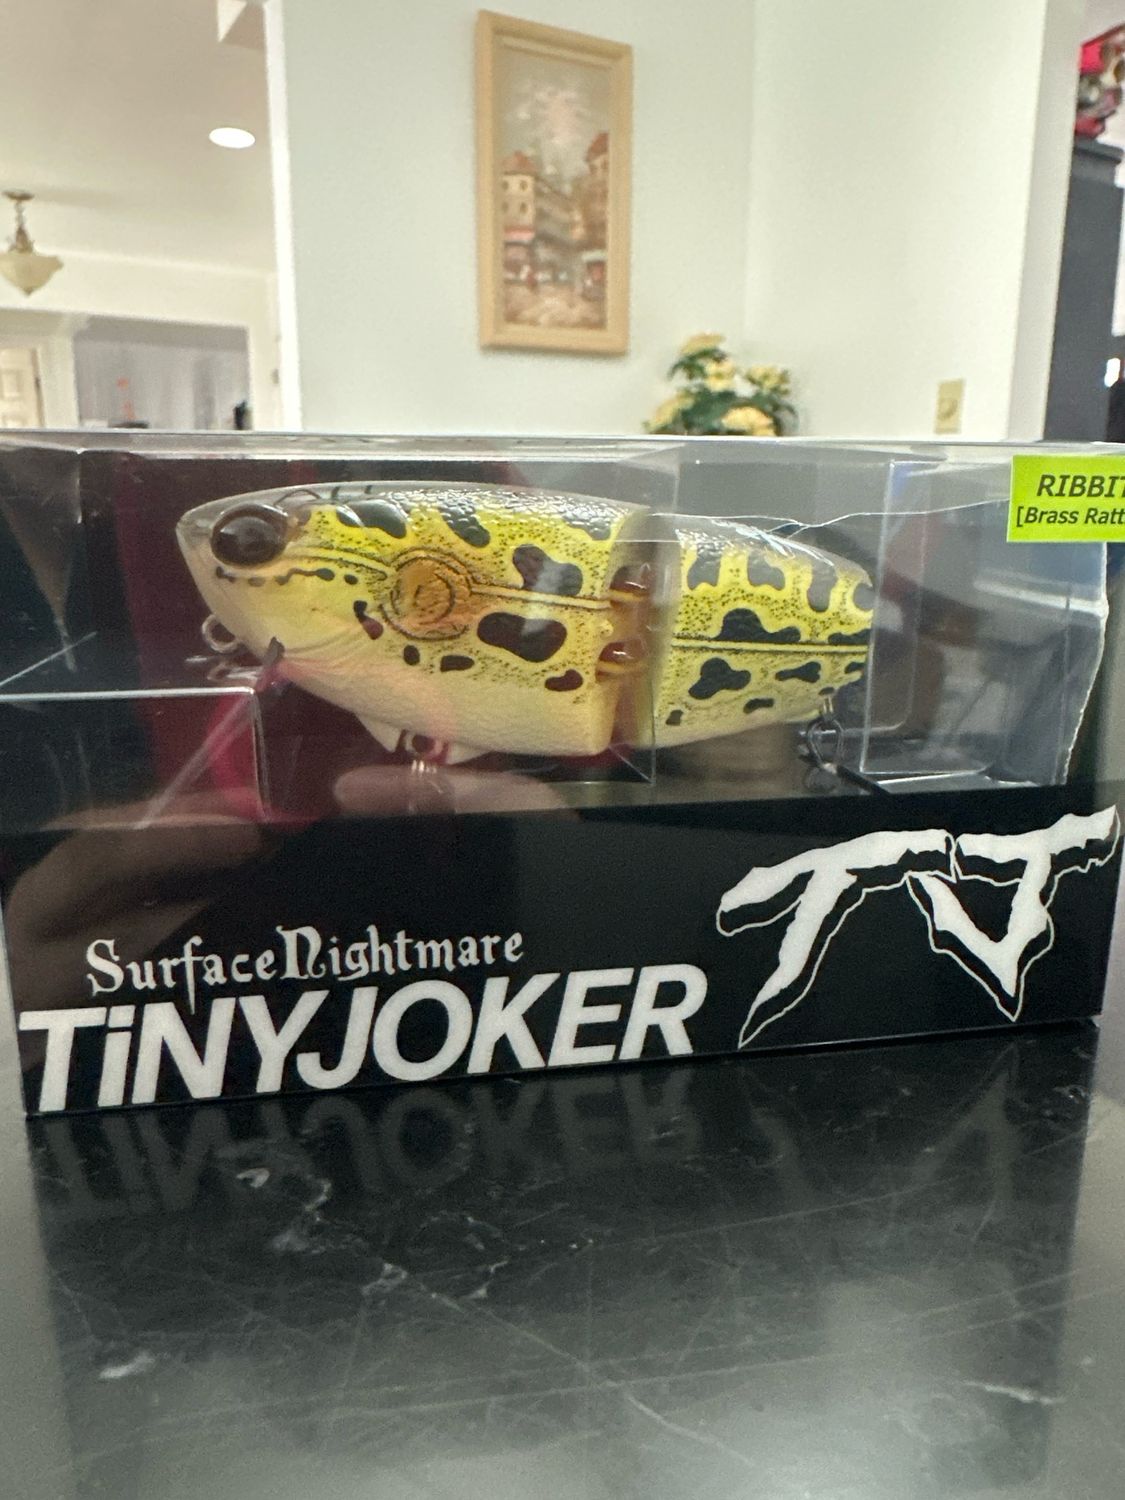 RIBBIT
[Brass Ratt
SurfaceNightmare
TiNYJOKER
TJ